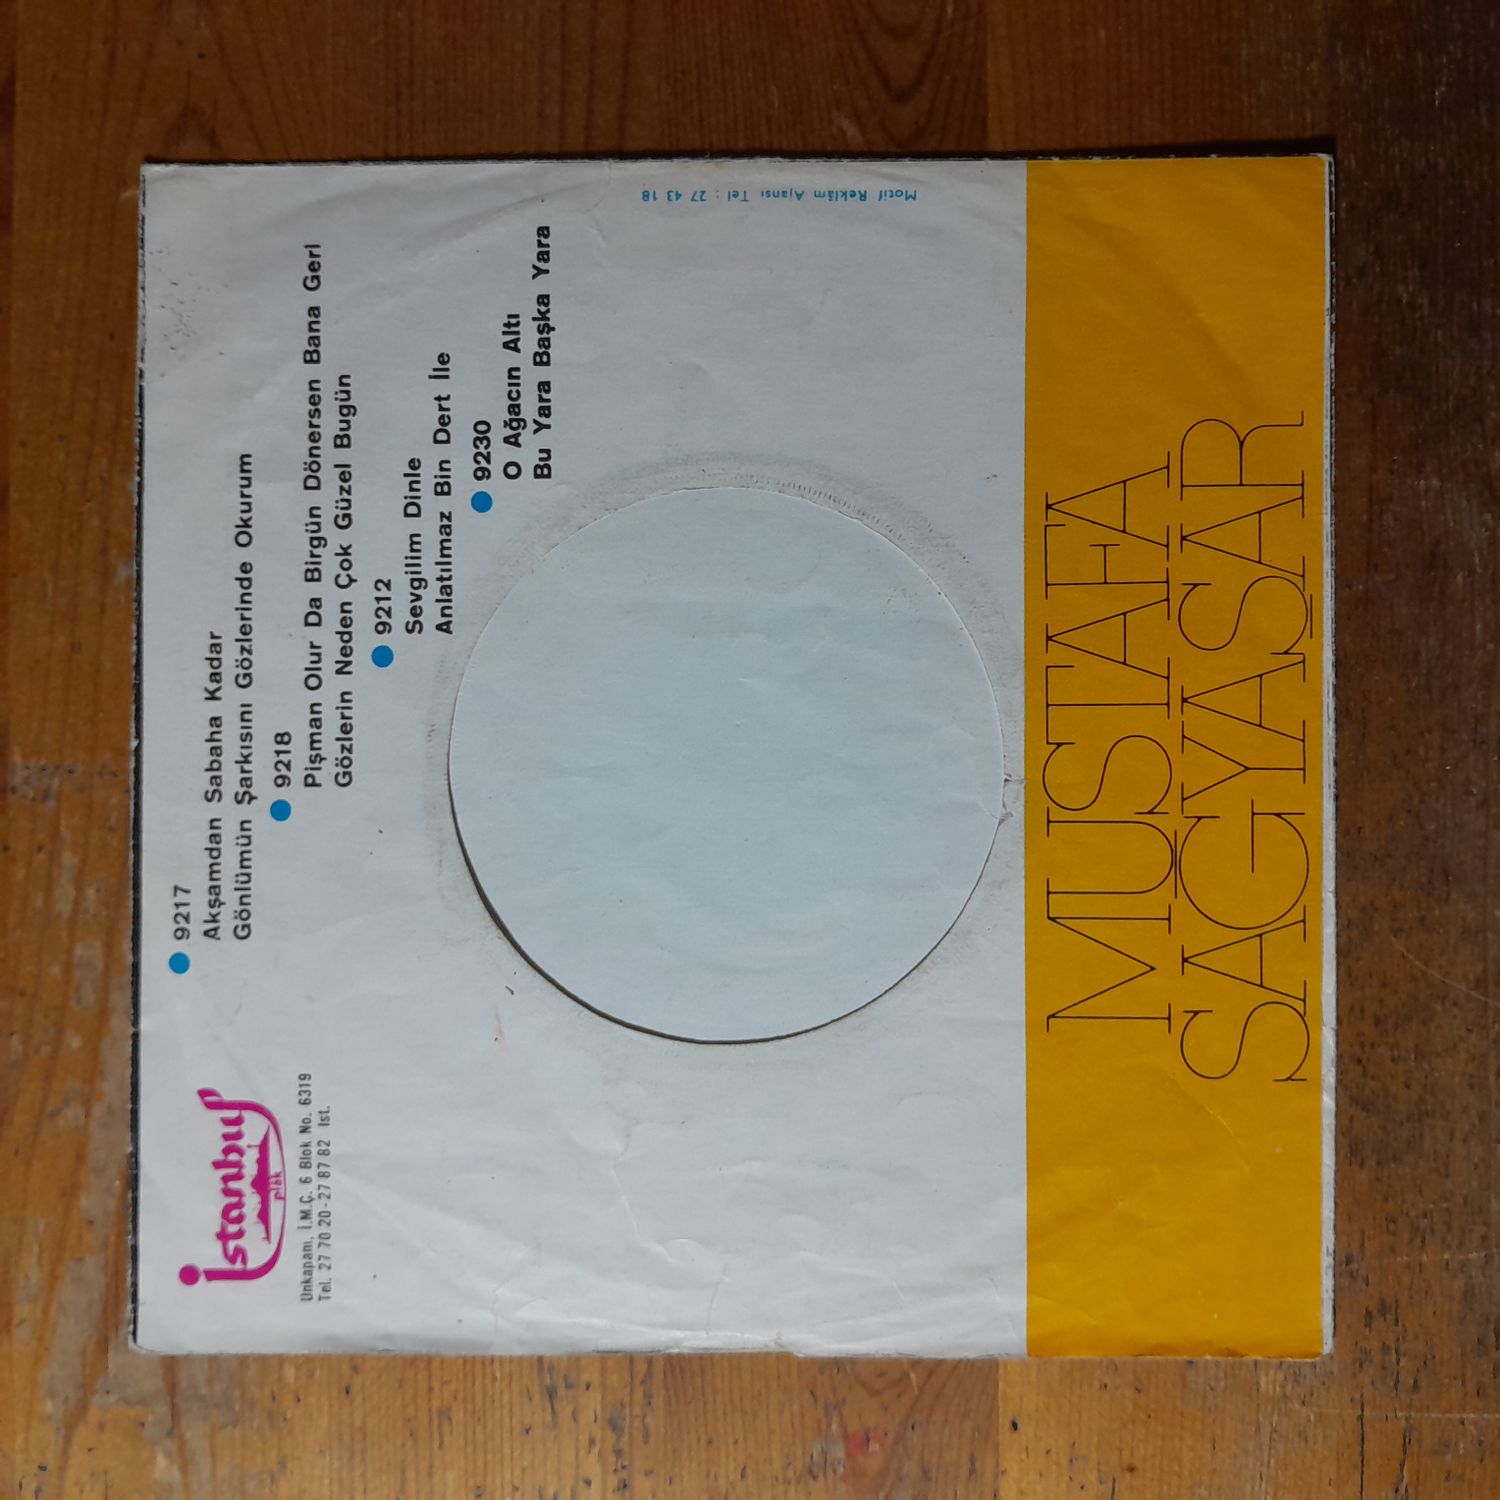 İstanbul
plak
Unkapanı, İ.M.Ç. 6 Blok No. 6319
Tel. 27 70 20-27 87 82 Ist.
9217
Akşamdan Sabaha Kadar
Gönlümün Şarkısını Gözlerinde Okurum
9218
Pişman Olur Da Birgün Dönersen Bana Geri
Gözlerin Neden Çok Güzel Bugün
9212
Sevgilim Dinle
Anlatılmaz Bin Dert İle
9230
O Ağacın Altı
Bu Yara Başka Yara
Motif Reklâm Ajansı Tel : 27 43 18
MUSTAFA
SAGYAŞAR